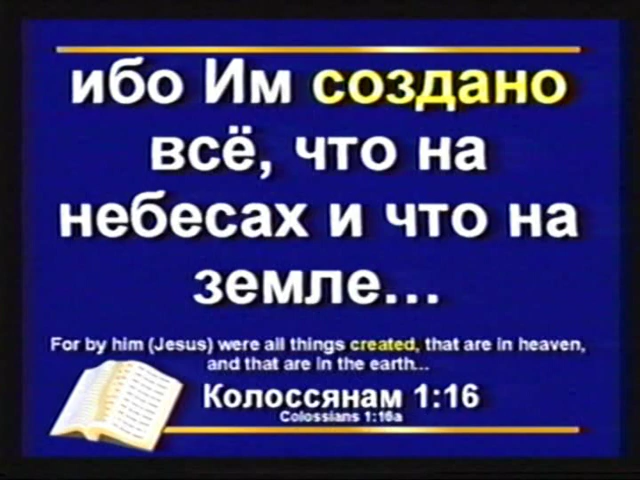 ибо Им создано
всё, что на
небесах и что на
земле...
For by him (Jesus) were all things created, that are in heaven,
and that are in the earth...
Колоссянам 1:16
Colossians 1:16a